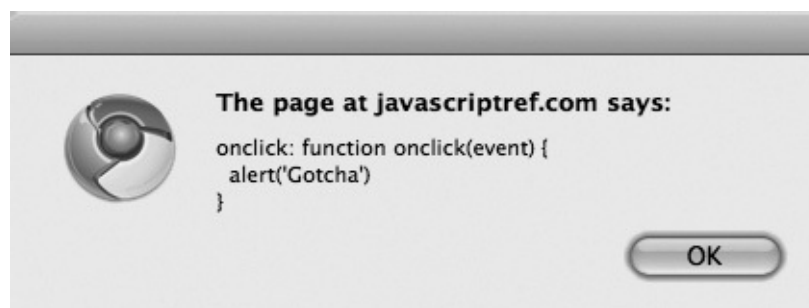 The page at javascriptref.com says:
onclick: function onclick(event) {
alert('Gotcha')
}
OK